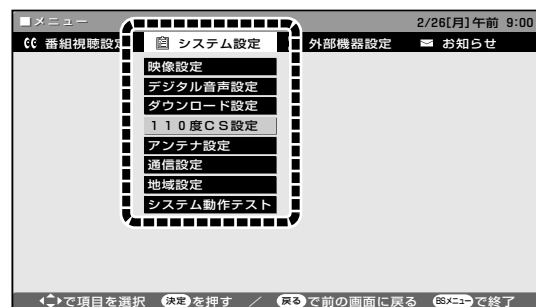 ■メニュー 2/26[月]午前 9:00
番組視聴設定 システム設定 外部機器設定 お知らせ
映像設定
デジタル音声設定
ダウンロード設定
110度CS設定
アンテナ設定
通信設定
地域設定
システム動作テスト
で項目を選択 決定を押す / 戻るで前の画面に戻る BSメニューで終了